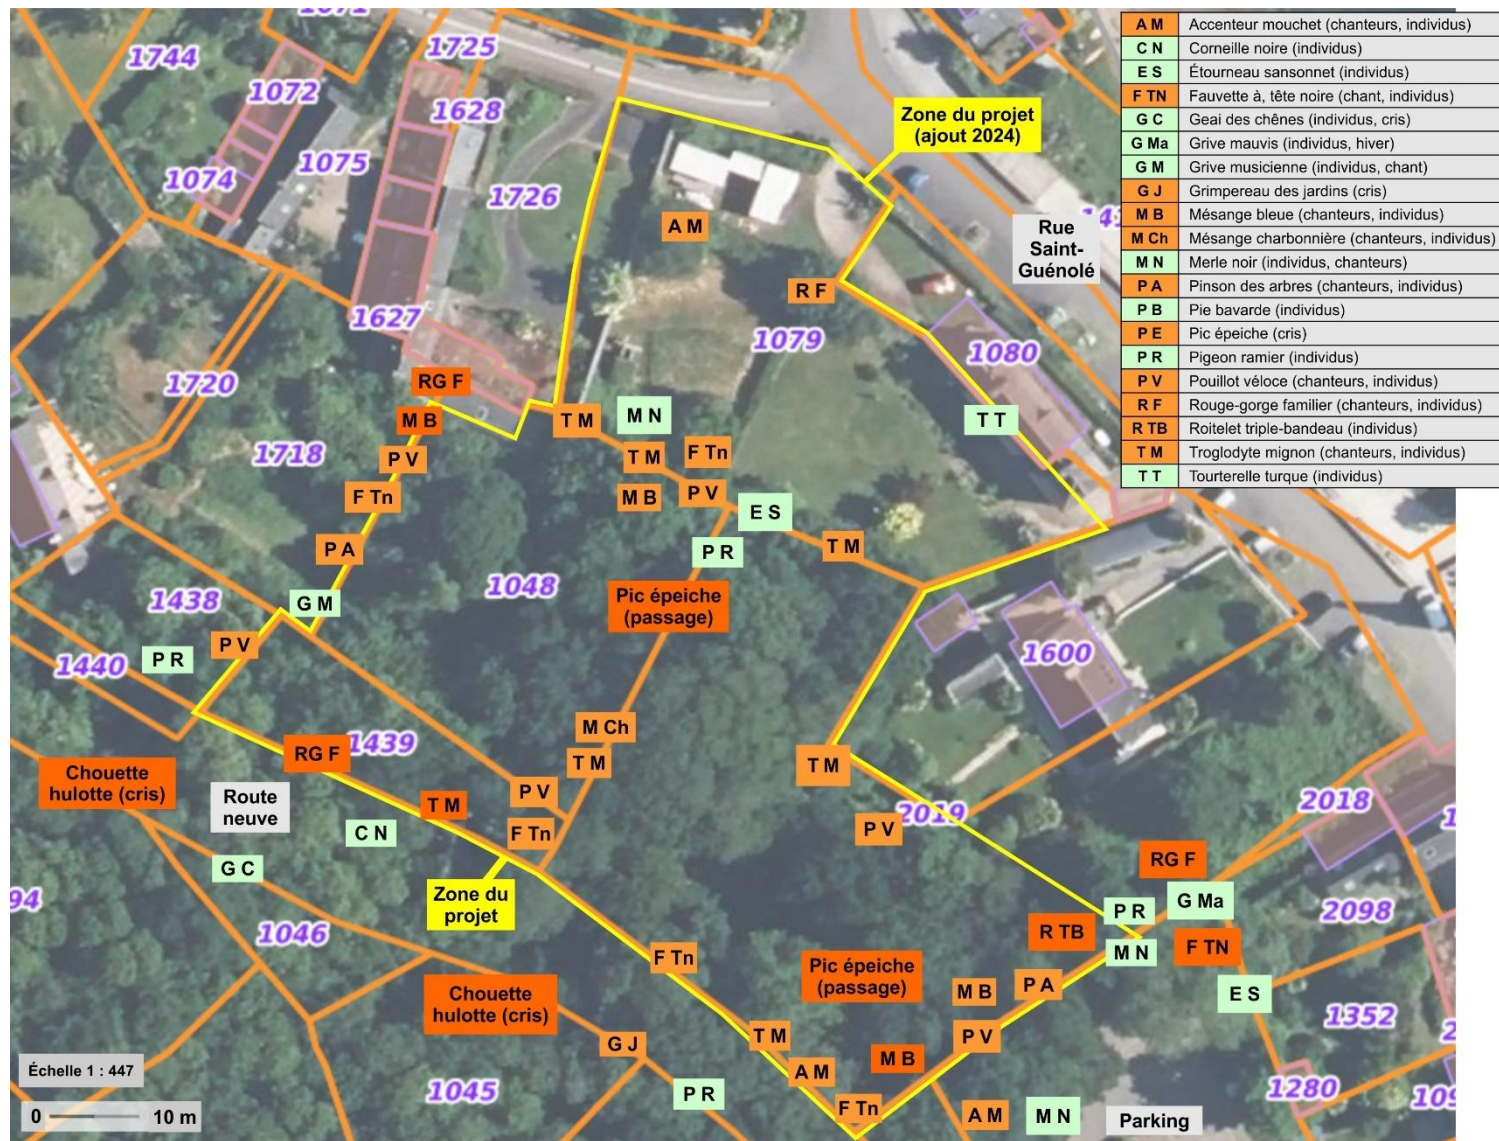 1071
1744
1725
1072
1628
1075
1074
1726
Zone du projet
(ajout 2024)
A M
Rue
Saint-
Guénolé
R F
1627
1079
1080
1720
RG F
M B
T M
M N
T T
1718
P V
T M
F Tn
F Tn
M B
P V
E S
P A
P R
T M
1438
G M
1048
Pic épeiche
(passage)
P V
P R
1440
1600
M Ch
RG F
1439
T M
T M
Chouette
hulotte (cris)
P V
Route
neuve
T M
C N
F Tn
2019
P V
2018
RG F
G C
Zone du
projet
94
G Ma
P R
2098
1046
R TB
M N
F TN
F Tn
Pic épeiche
(passage)
M B
P A
E S
Chouette
hulotte (cris)
1352
T M
P V
G J
M B
Échelle 1 : 447
A M
1045
P R
1280
F Tn
A M
M N
Parking
0 10 m
A M Accenteur mouchet (chanteurs, individus)
C N Corneille noire (individus)
E S Étourneau sansonnet (individus)
F TN Fauvette à, tête noire (chant, individus)
G C Geai des chênes (individus, cris)
G Ma Grive mauvis (individus, hiver)
G M Grive musicienne (individus, chant)
G J Grimpereau des jardins (cris)
M B Mésange bleue (chanteurs, individus)
M Ch Mésange charbonnière (chanteurs, individus)
M N Merle noir (individus, chanteurs)
P A Pinson des arbres (chanteurs, individus)
P B Pie bavarde (individus)
P E Pic épeiche (cris)
P R Pigeon ramier (individus)
P V Pouillot véloce (chanteurs, individus)
R F Rouge-gorge familier (chanteurs, individus)
R TB Roitelet triple-bandeau (individus)
T M Troglodyte mignon (chanteurs, individus)
T T Tourterelle turque (individus)